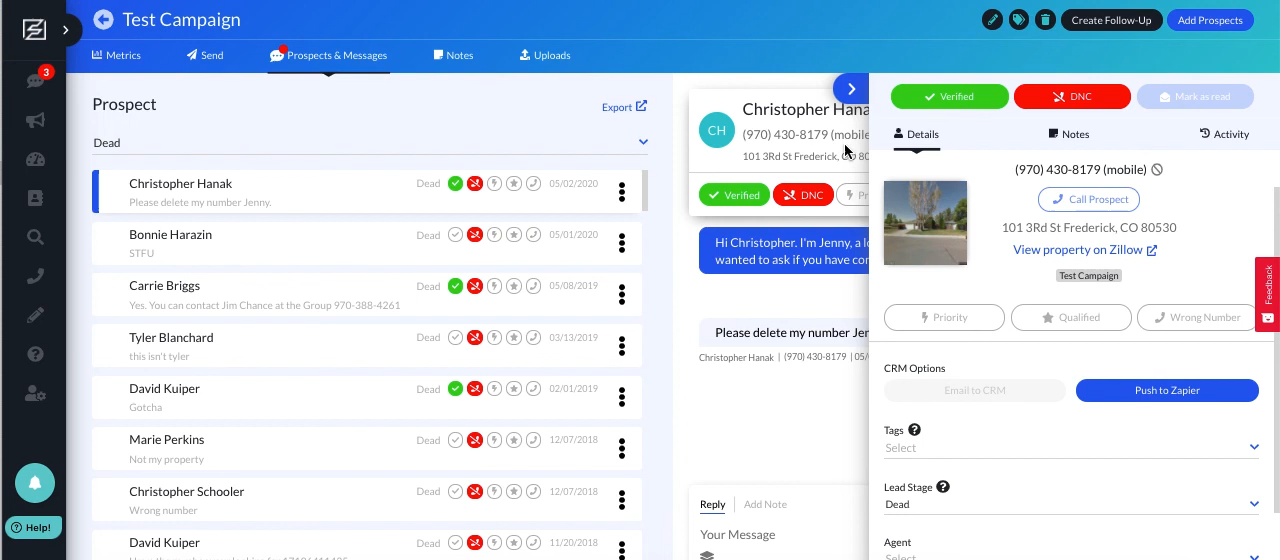 Test Campaign
Create Follow-Up
Add Prospects
Metrics
Send
Prospects & Messages
Notes
Uploads
3
Help!
Prospect
Export
Dead
Christopher Hanak
Dead
05/02/2020
Please delete my number Jenny.
Bonnie Harazin
Dead
05/01/2020
STFU
Carrie Briggs
Dead
05/08/2019
Yes. You can contact Jim Chance at the Group 970-388-4261
Tyler Blanchard
Dead
03/13/2019
this isn't tyler
David Kuiper
Dead
02/01/2019
Gotcha
Marie Perkins
Dead
12/07/2018
Not my property
Christopher Schooler
Dead
12/07/2018
Wrong number
David Kuiper
Dead
11/20/2018
CH
Christopher Hana
(970) 430-8179 (mobile
101 3Rd St Frederick, CO 80
Verified
DNC
Pr
Hi Christopher. I'm Jenny, a lo
wanted to ask if you have con
Please delete my number Jen
Christopher Hanak | (970) 430-8179 | 05/
Reply
Add Note
Your Message
Verified
DNC
Mark as read
Details
Notes
Activity
(970) 430-8179 (mobile)
Call Prospect
101 3Rd St Frederick, CO 80530
View property on Zillow
Test Campaign
Priority
Qualified
Wrong Number
CRM Options
Email to CRM
Push to Zapier
Tags
Select
Lead Stage
Dead
Agent
Select
Feedback